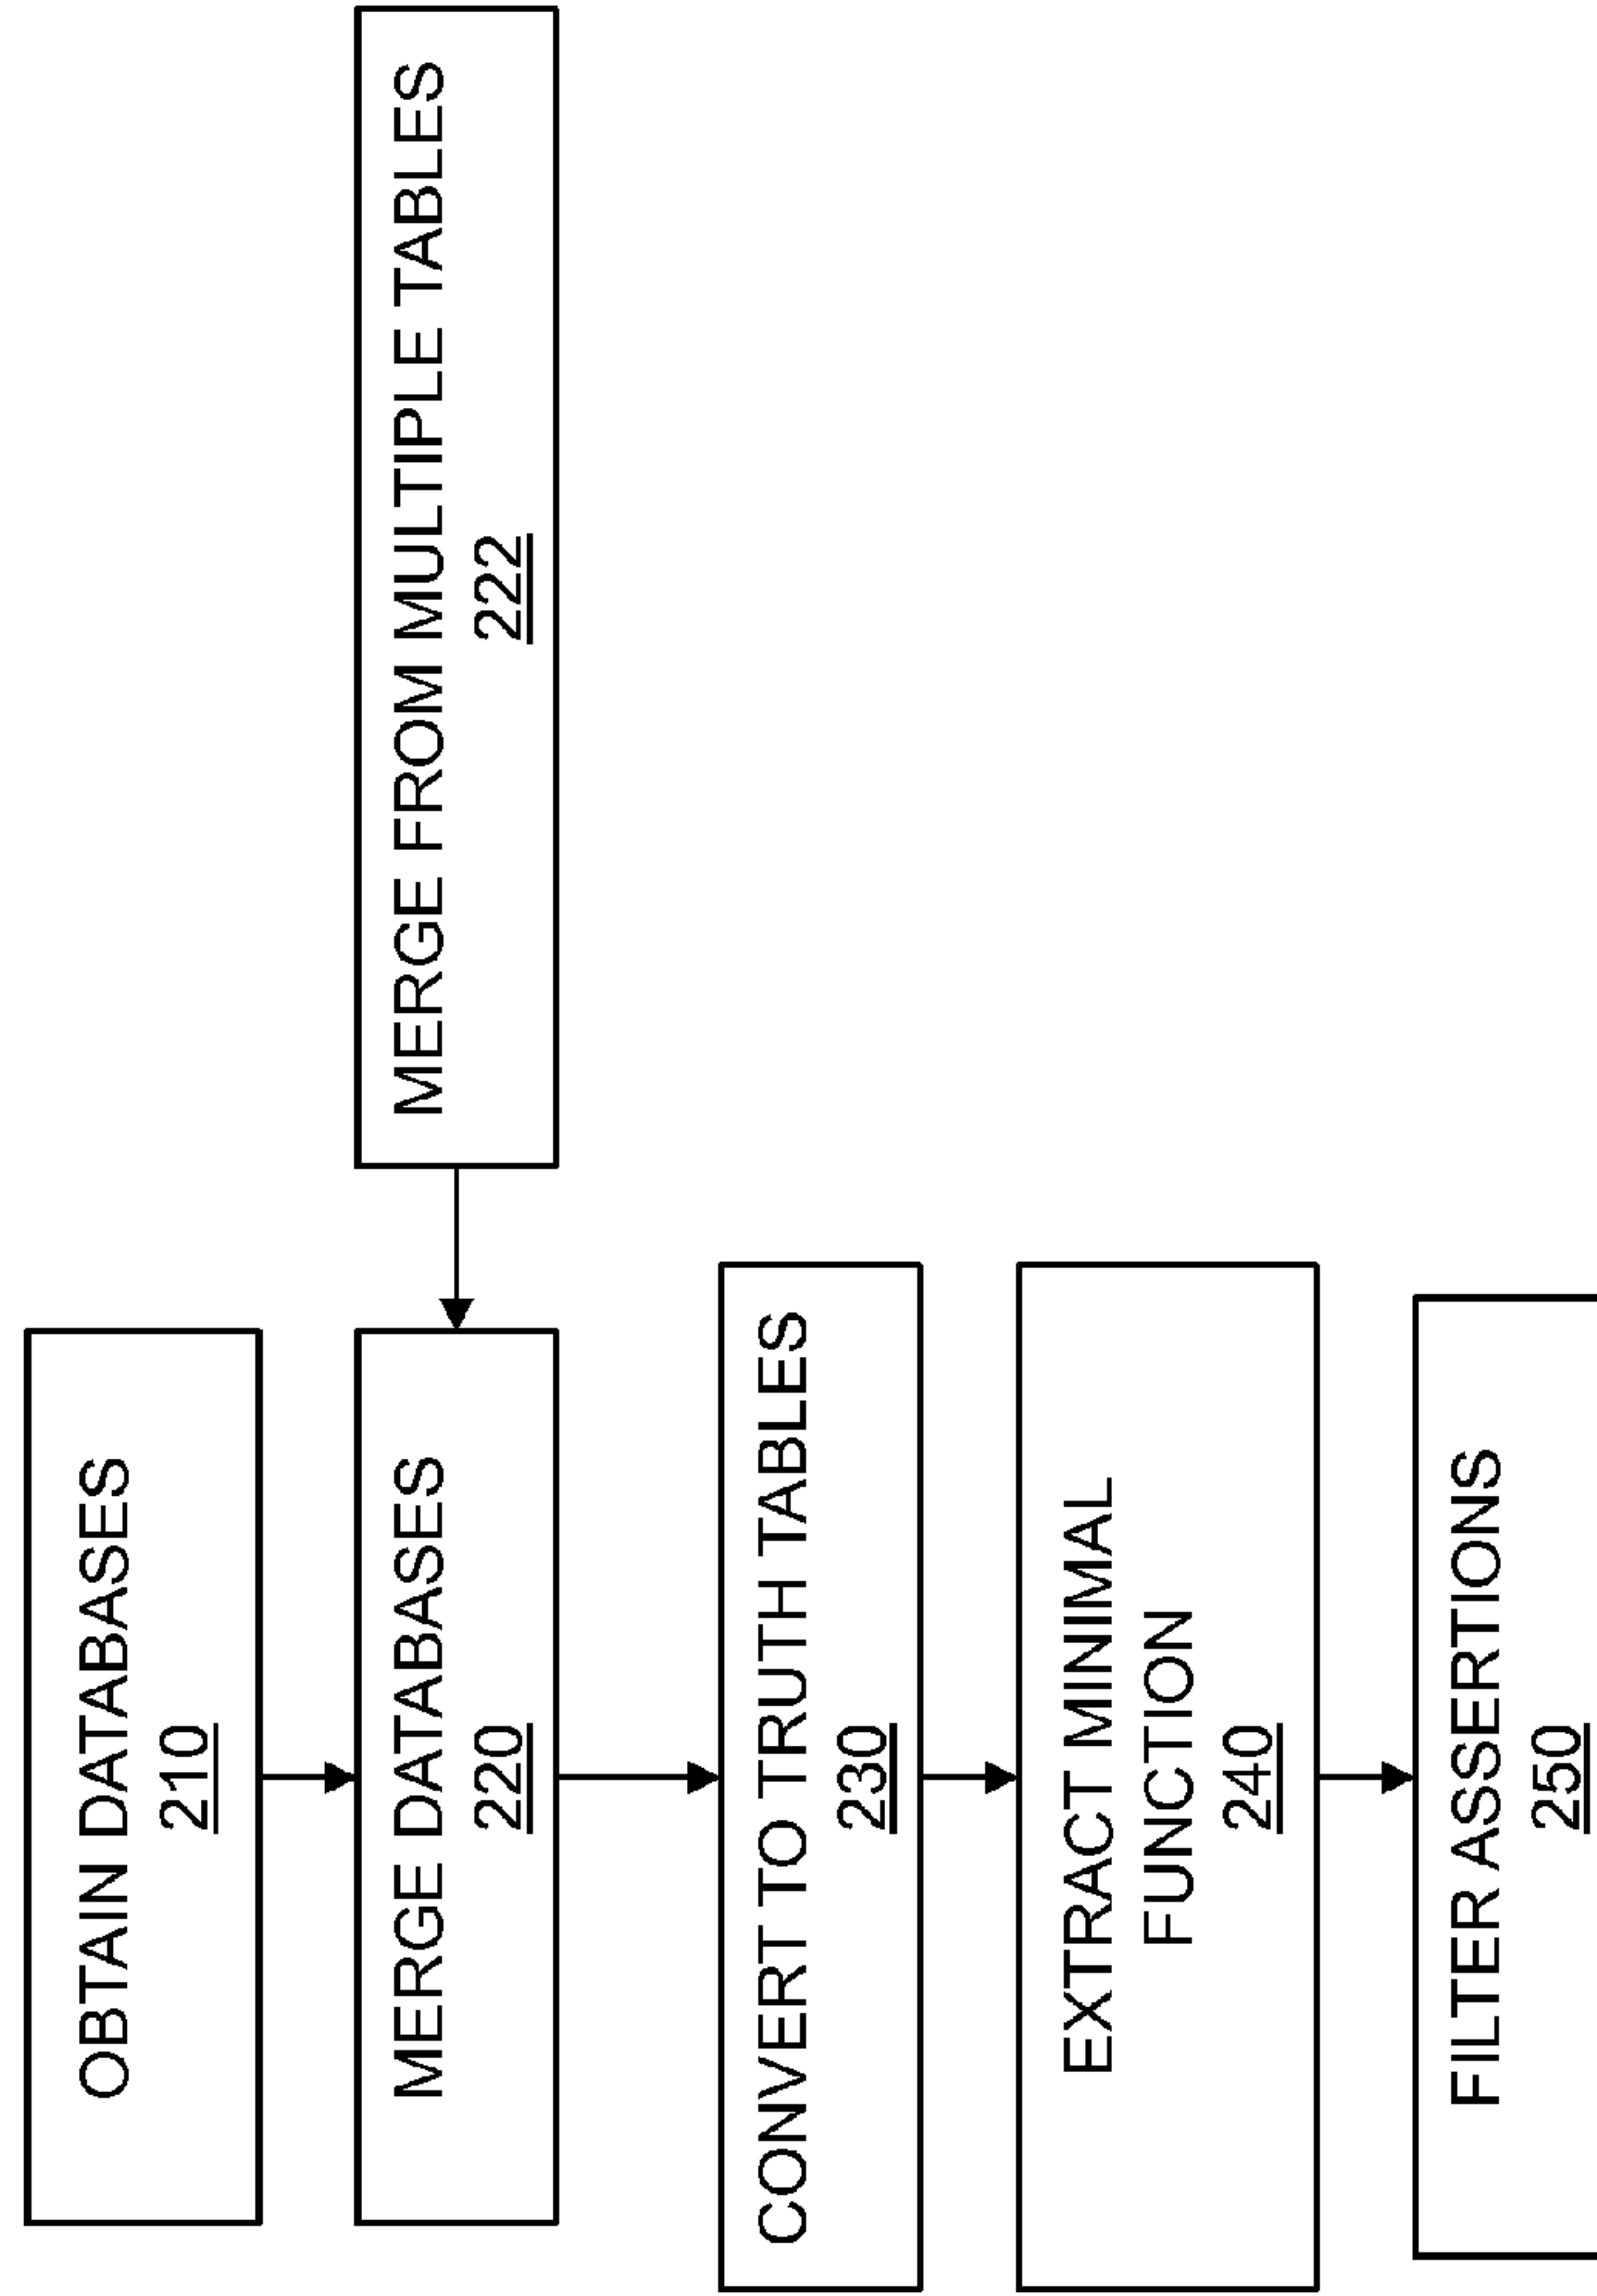 OBTAIN DATABASES
210
MERGE DATABASES
220
MERGE FROM MULTIPLE TABLES
222
CONVERT TO TRUTH TABLES
230
EXTRACT MINIMAL
FUNCTION
240
FILTER ASSERTIONS
250